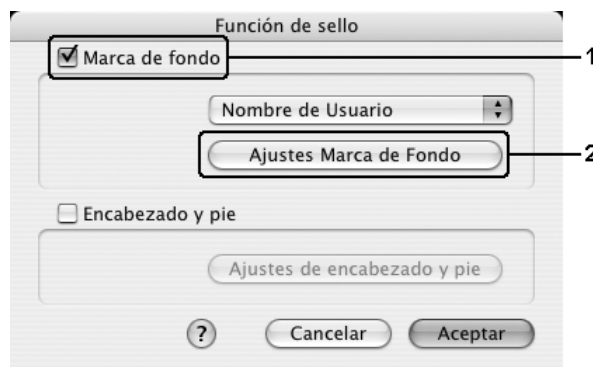 Función de sello
Marca de fondo
1
Nombre de Usuario
Ajustes Marca de Fondo
2
Encabezado y pie
Ajustes de encabezado y pie
?
Cancelar
Aceptar